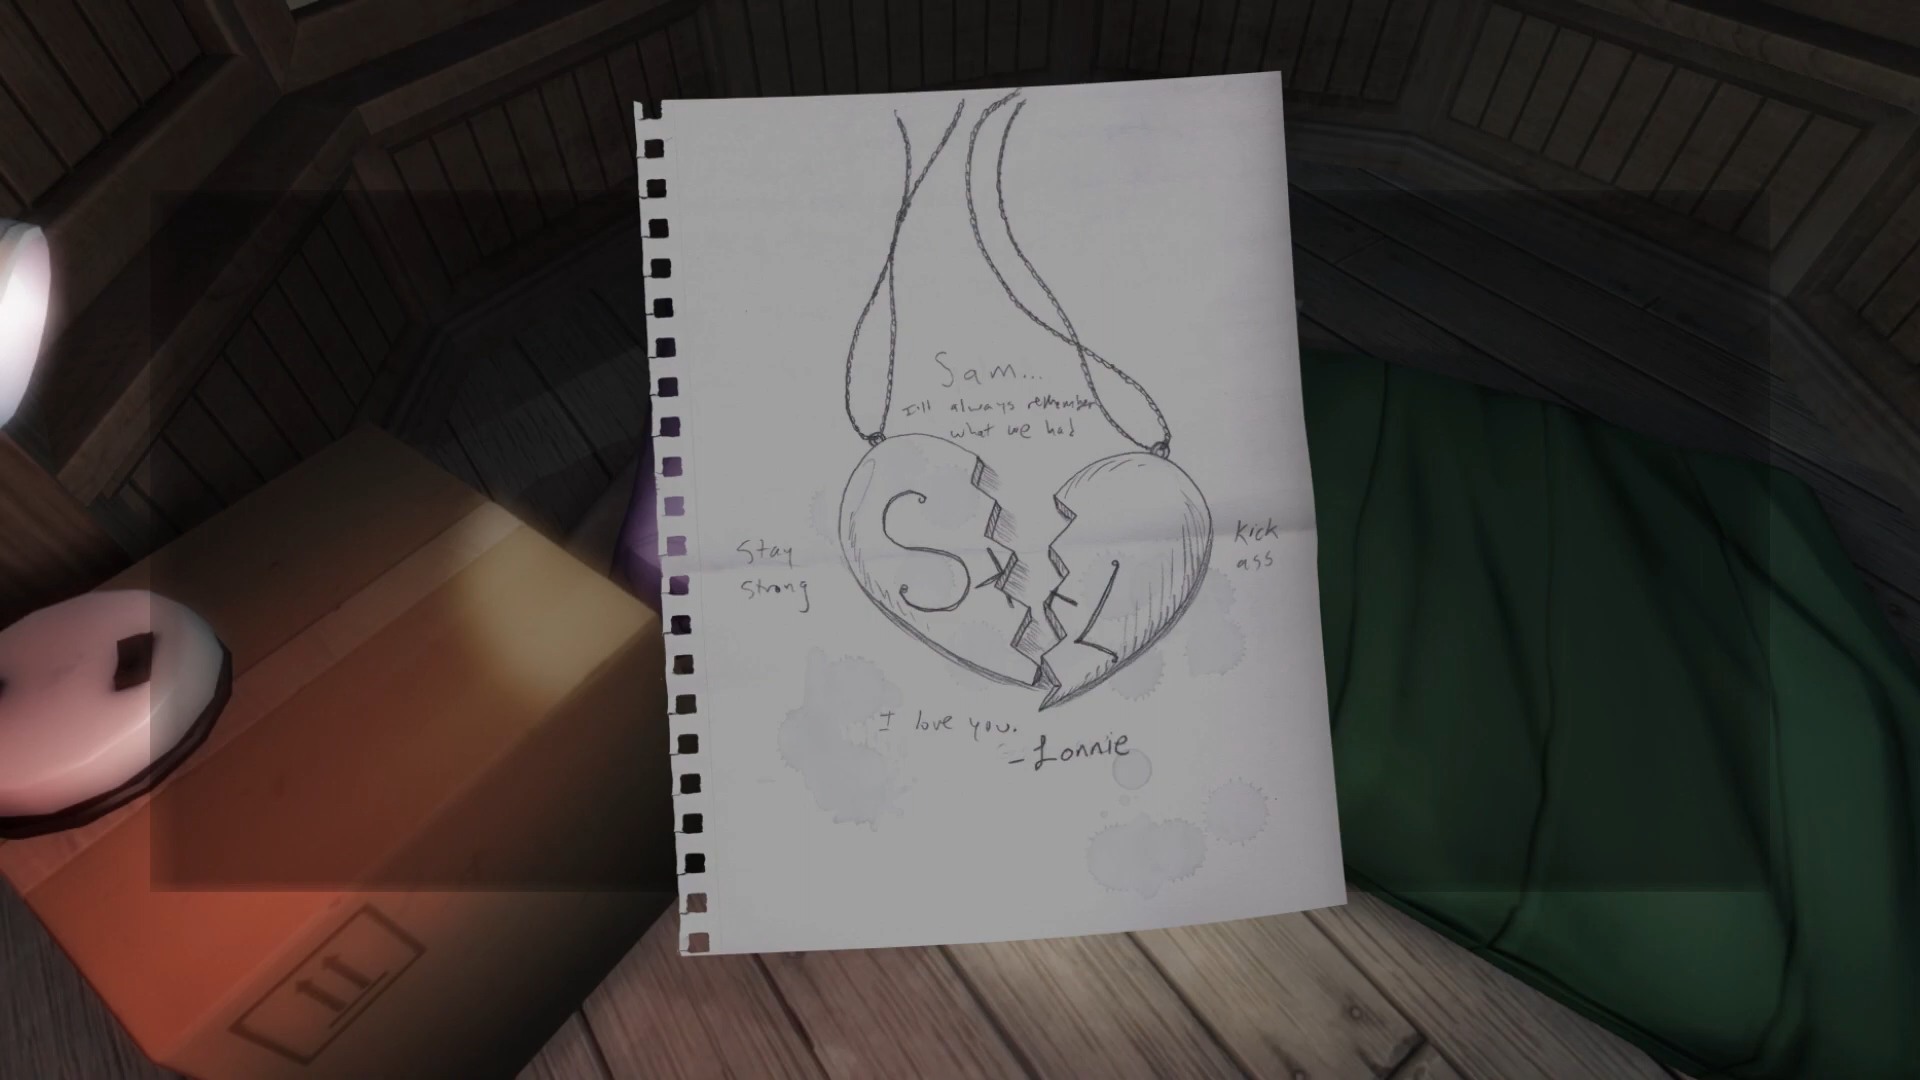 Sam...
I'll always remember
what we had
Stay
strong
Kick
ass
S + L
I love you.
- Lonnie